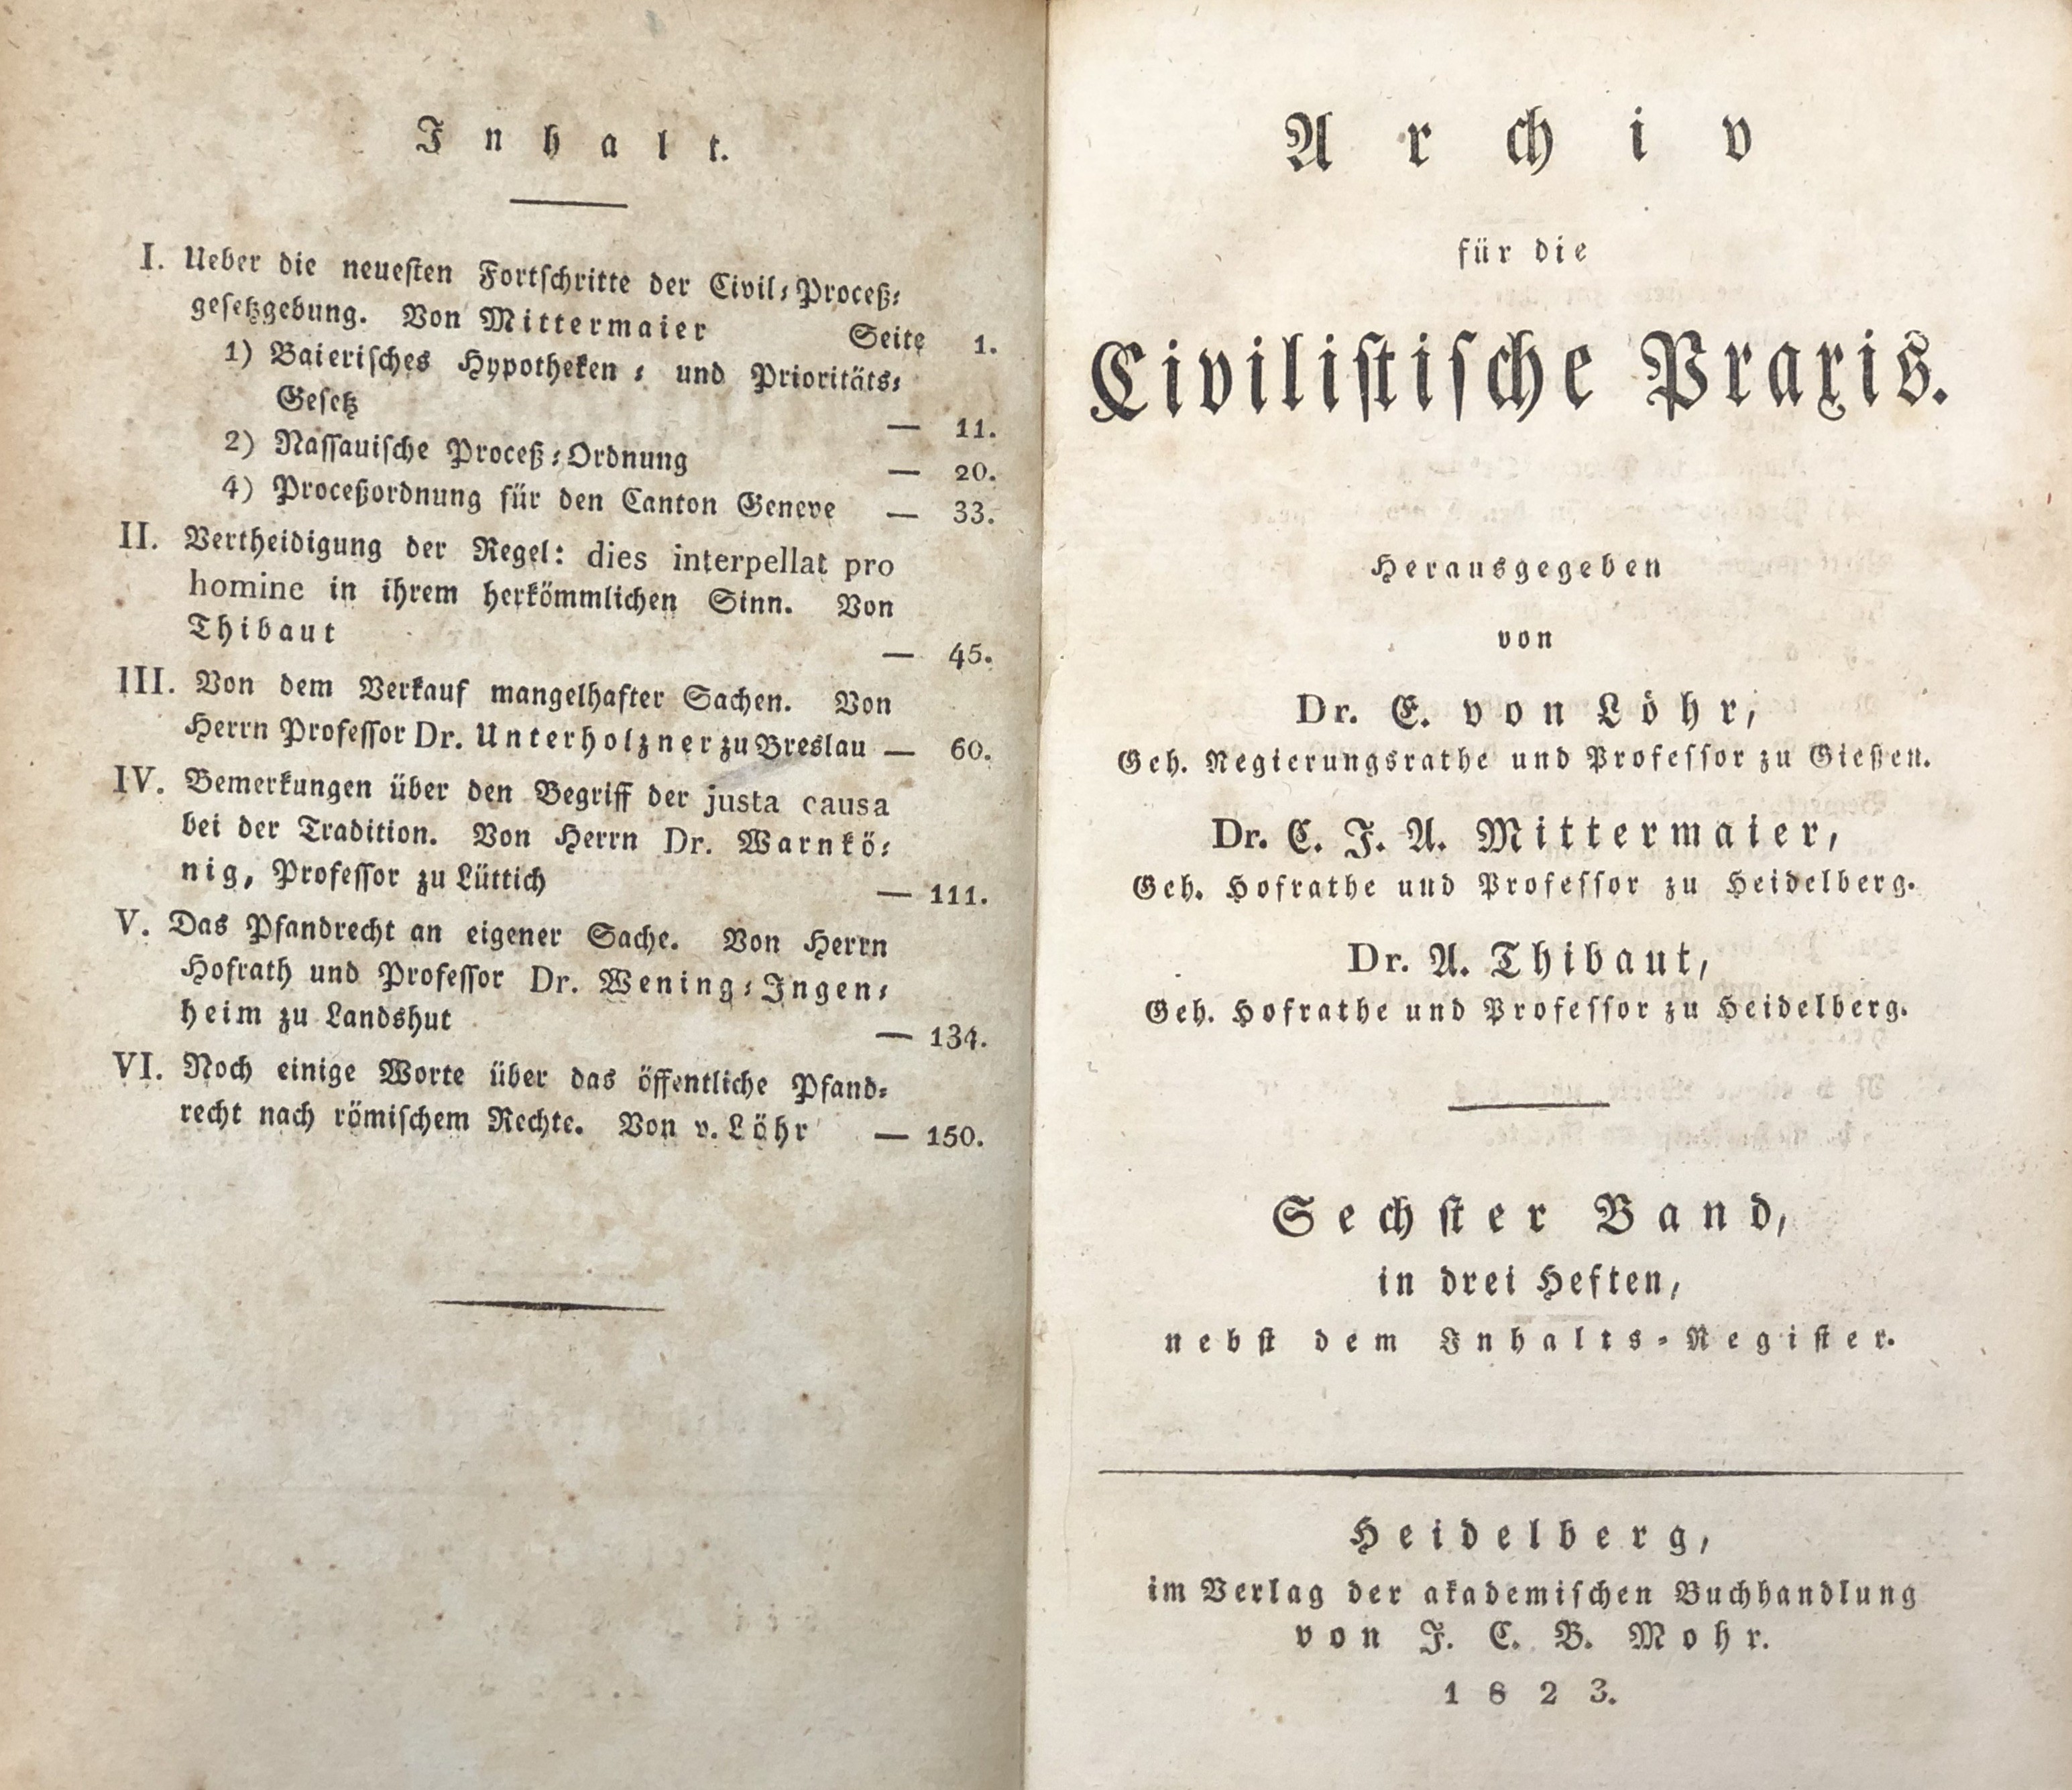 Inhalt.
I. Ueber die neuesten Fortschritte der Civil-Proceß-
gesetzgebung. Von Mittermaier Seite 1.
1) Baierisches Hypotheken- und Prioritäts-
Gesetz — 11.
2) Nassauische Proceß-Ordnung — 20.
4) Proceßordnung für den Canton Geneve — 33.
II. Vertheidigung der Regel: dies interpellat pro
homine in ihrem herkömmlichen Sinn. Von
Thibaut — 45.
III. Von dem Verkauf mangelhafter Sachen. Von
Herrn Professor Dr. Unterholzner zu Breslau — 60.
IV. Bemerkungen über den Begriff der justa causa
bei der Tradition. Von Herrn Dr. Warnkö-
nig, Professor zu Lüttich — 111.
V. Das Pfandrecht an eigener Sache. Von Herrn
Hofrath und Professor Dr. Wening-Ingen-
heim zu Landshut — 134.
VI. Noch einige Worte über das öffentliche Pfand-
recht nach römischem Rechte. Von v. Löhr — 150.
Archiv
für die
Civilistische Praxis.
Herausgegeben
von
Dr. E. von Löhr,
Geh. Regierungsrathe und Professor zu Gießen.
Dr. C. J. A. Mittermaier,
Geh. Hofrathe und Professor zu Heidelberg.
Dr. A. Thibaut,
Geh. Hofrathe und Professor zu Heidelberg.
Sechster Band,
in drei Heften,
nebst dem Inhalts-Register.
Heidelberg,
im Verlag der akademischen Buchhandlung
von J. C. B. Mohr.
1823.